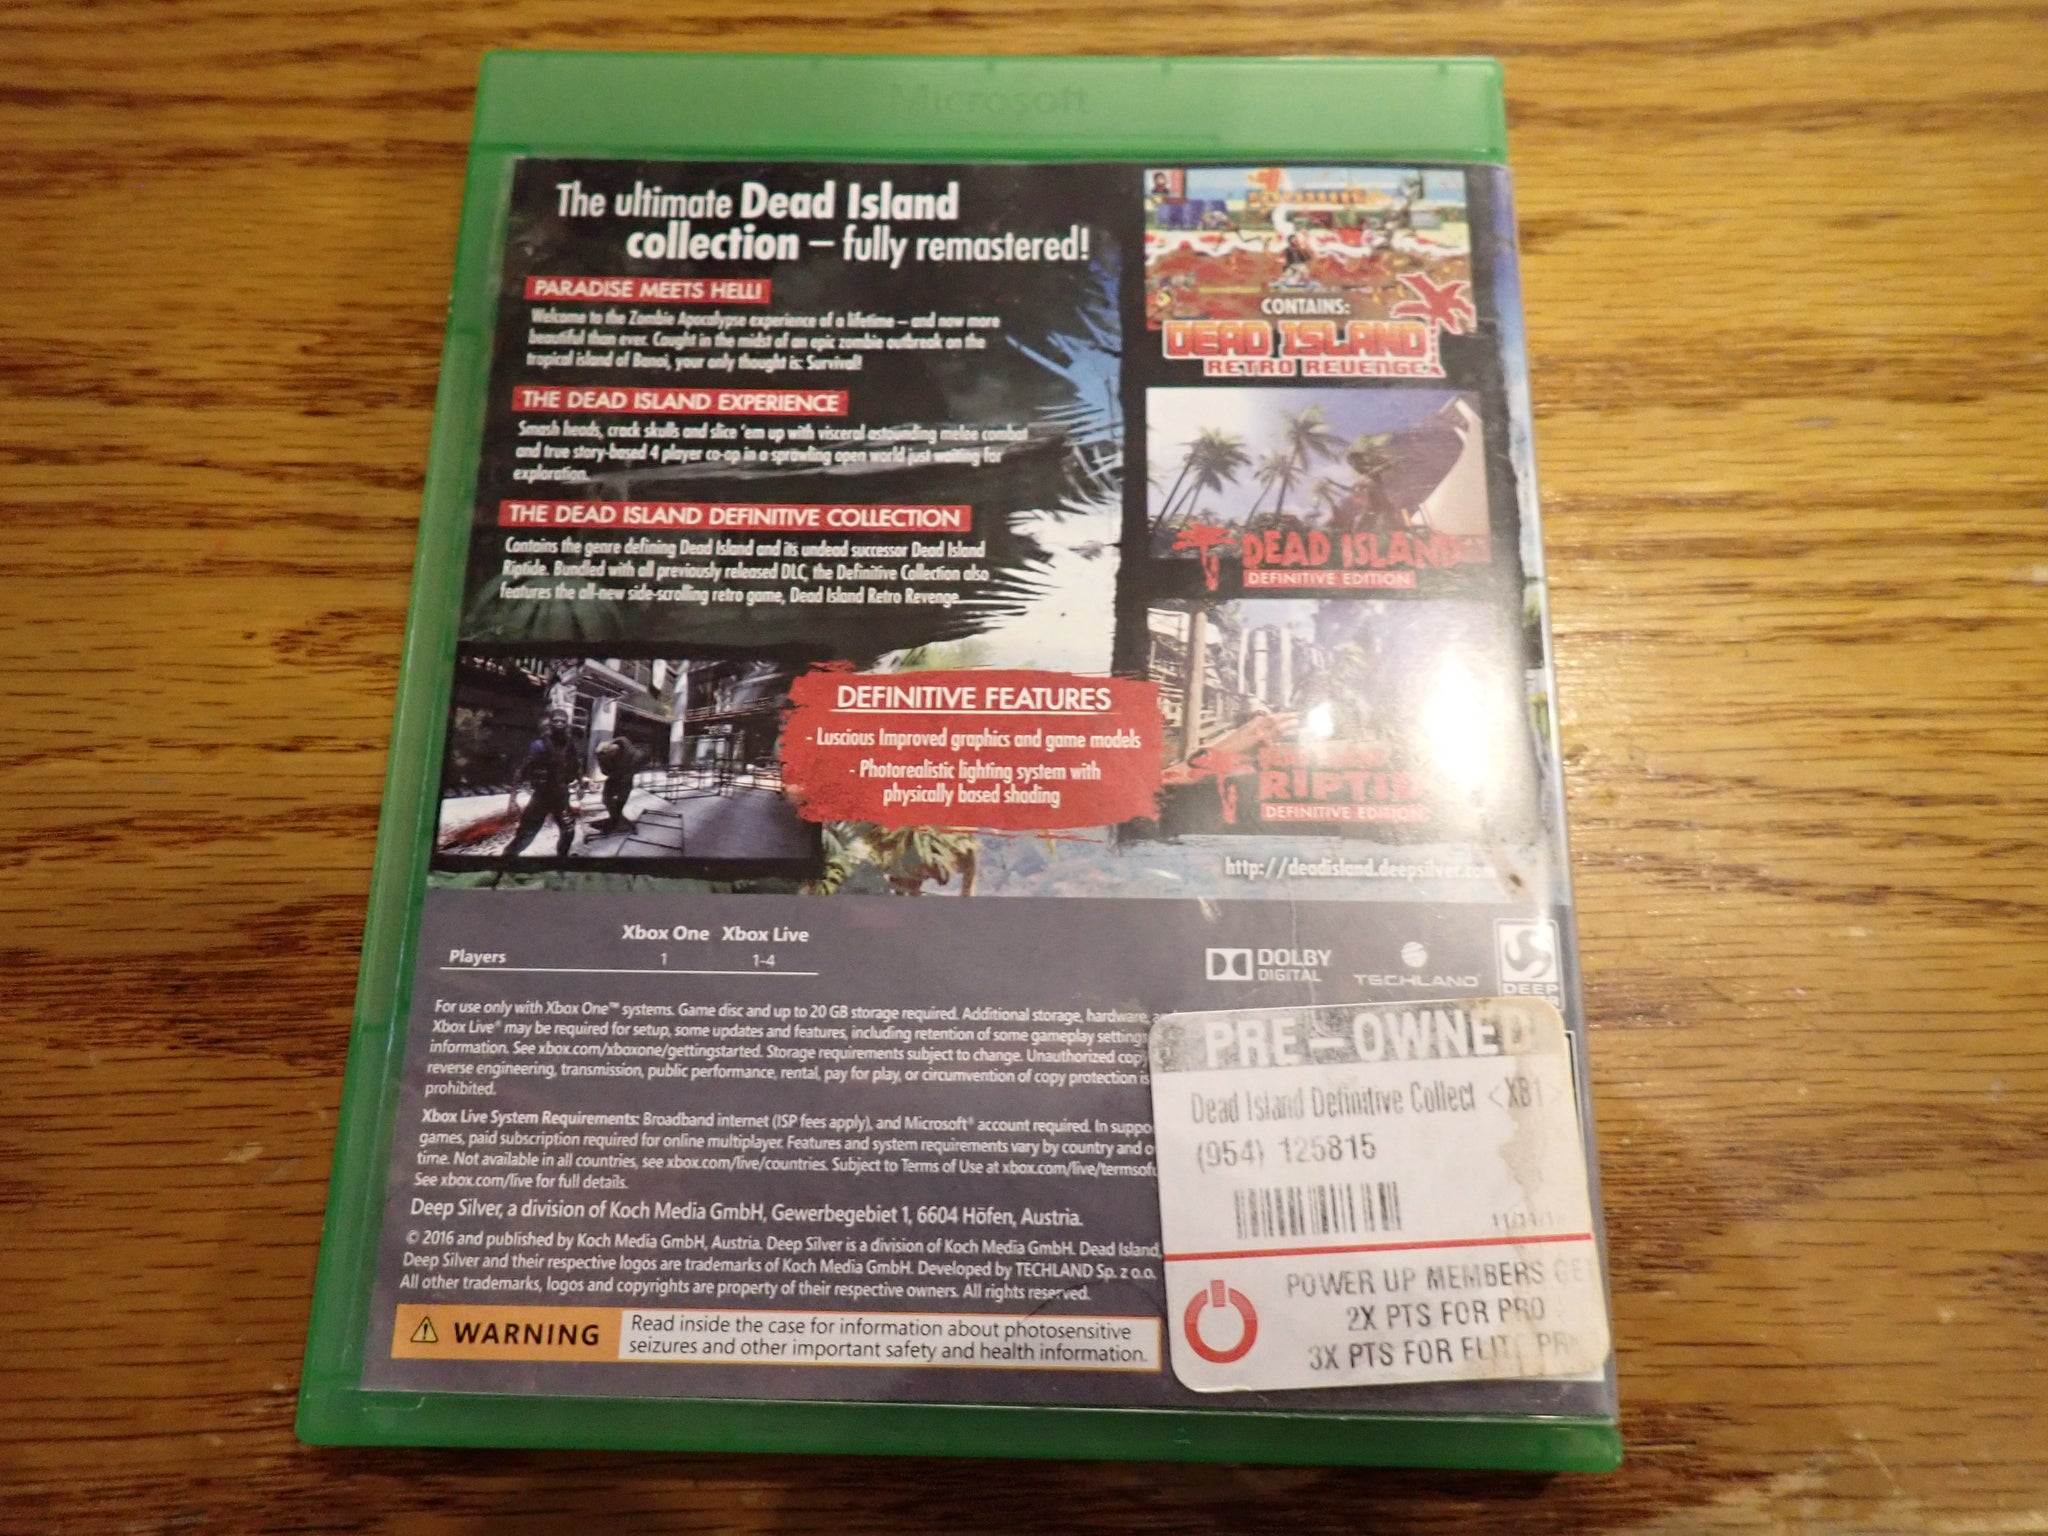 Microsoft
The ultimate Dead Island
collection – fully remastered!
PARADISE MEETS HELL!
Welcome to the Zombie Apocalypse experience of a lifetime – and now more
beautiful than ever. Caught in the midst of an epic zombie outbreak on the
tropical island of Banoi, your only thought is: Survival!
THE DEAD ISLAND EXPERIENCE
Smash heads, crack skulls and slice 'em up with visceral astounding melee combat
and true story-based 4 player co-op in a sprawling open world just waiting for
exploration.
THE DEAD ISLAND DEFINITIVE COLLECTION
Contains the genre defining Dead Island and its undead successor Dead Island
Riptide. Bundled with all previously released DLC, the Definitive Collection also
features the all-new side-scrolling retro game, Dead Island Retro Revenge.
CONTAINS:
DEAD ISLAND
RETRO REVENGE
DEAD ISLAND
DEFINITIVE EDITION
RIPTIDE
DEFINITIVE EDITION
DEFINITIVE FEATURES
- Luscious Improved graphics and game models
- Photorealistic lighting system with
physically based shading
http://deadisland.deepsilver.com
Xbox One Xbox Live
Players 1 1-4
DOLBY
DIGITAL
TECHLAND
DEEP
For use only with Xbox One™ systems. Game disc and up to 20 GB storage required. Additional storage, hardware,
Xbox Live® may be required for setup, some updates and features, including retention of some gameplay settings
information. See xbox.com/xboxone/gettingstarted. Storage requirements subject to change. Unauthorized copy
reverse engineering, transmission, public performance, rental, pay for play, or circumvention of copy protection is
prohibited.
Xbox Live System Requirements: Broadband internet (ISP fees apply), and Microsoft® account required. In suppo
games, paid subscription required for online multiplayer. Features and system requirements vary by country and o
time. Not available in all countries, see xbox.com/live/countries. Subject to Terms of Use at xbox.com/live/termsofu
See xbox.com/live for full details.
Deep Silver, a division of Koch Media GmbH, Gewerbegebiet 1, 6604 Höfen, Austria.
© 2016 and published by Koch Media GmbH, Austria. Deep Silver is a division of Koch Media GmbH. Dead Island,
Deep Silver and their respective logos are trademarks of Koch Media GmbH. Developed by TECHLAND Sp. z o.o.
All other trademarks, logos and copyrights are property of their respective owners. All rights reserved.
WARNING
Read inside the case for information about photosensitive
seizures and other important safety and health information.
PRE-OWNED
Dead Island Definitive Collect <XB1>
(954) 125815
POWER UP MEMBERS GET
2X PTS FOR PRO
3X PTS FOR ELITE PR